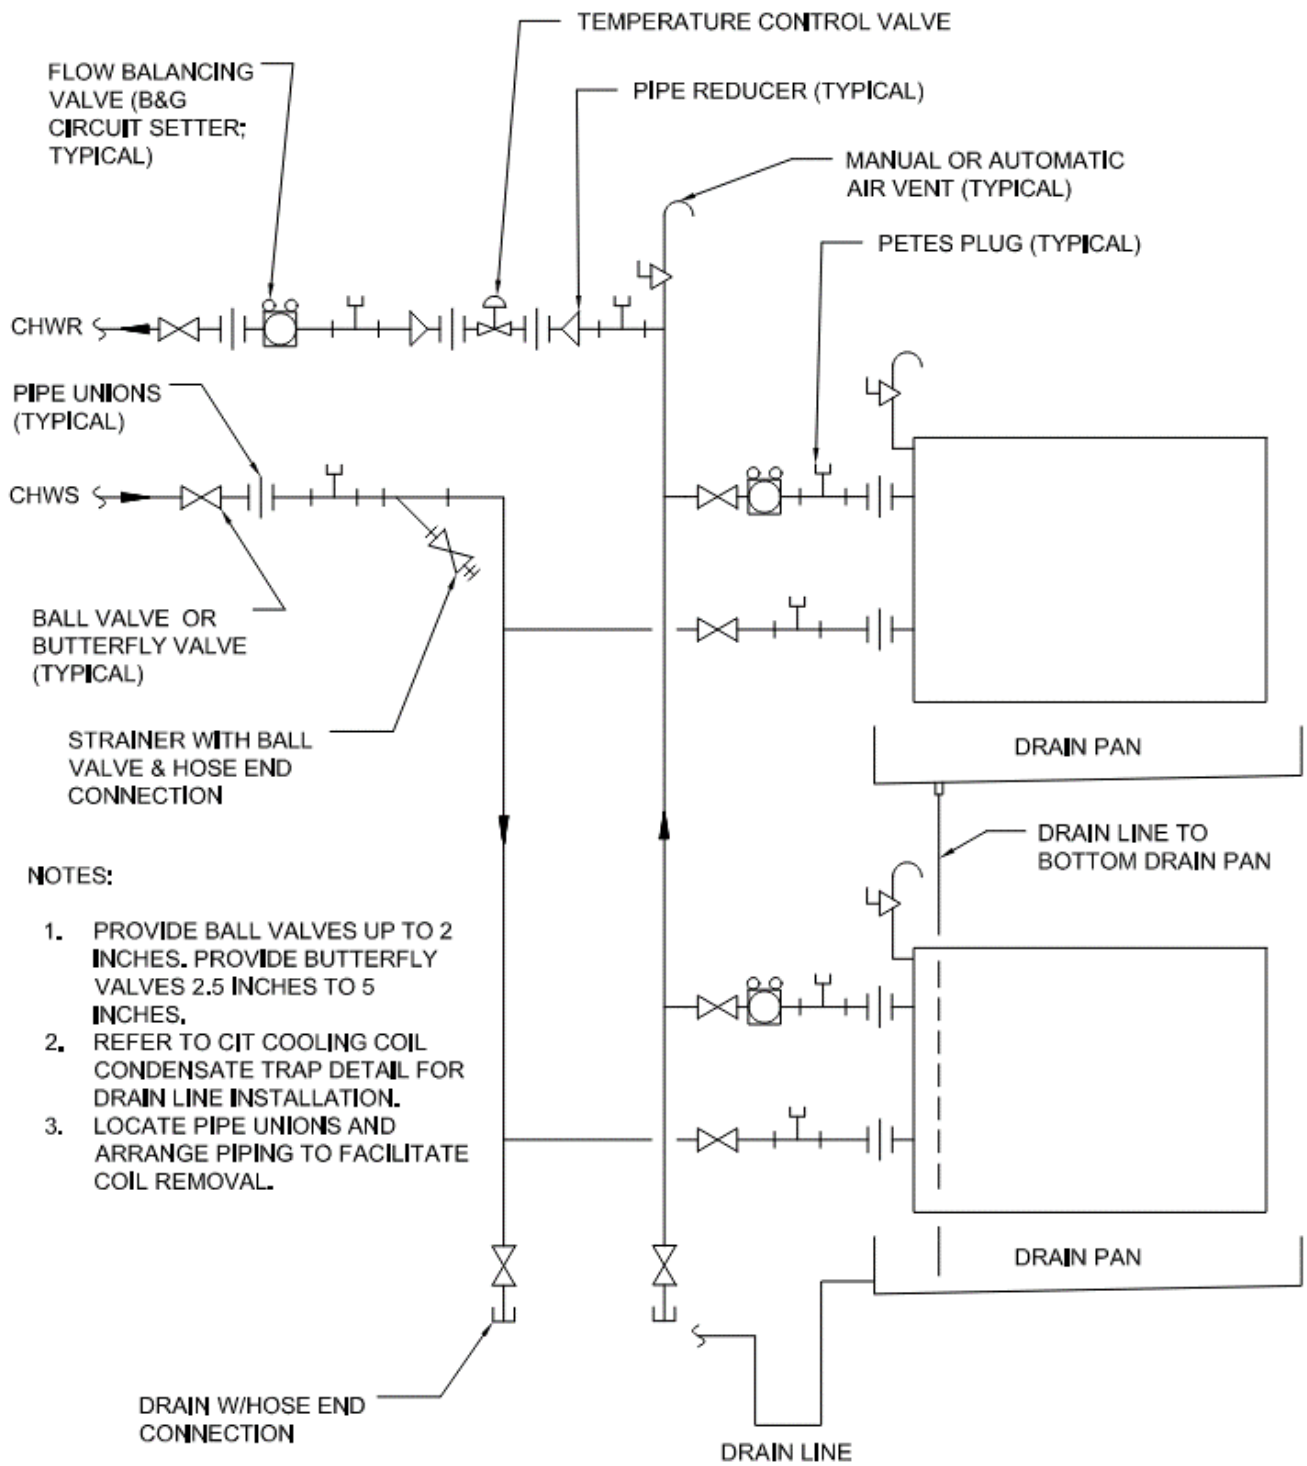 TEMPERATURE CONTROL VALVE
FLOW BALANCING
VALVE (B&G
CIRCUIT SETTER;
TYPICAL)
PIPE REDUCER (TYPICAL)
MANUAL OR AUTOMATIC
AIR VENT (TYPICAL)
PETES PLUG (TYPICAL)
CHWR
PIPE UNIONS
(TYPICAL)
CHWS
BALL VALVE OR
BUTTERFLY VALVE
(TYPICAL)
STRAINER WITH BALL
VALVE & HOSE END
CONNECTION
DRAIN PAN
DRAIN LINE TO
BOTTOM DRAIN PAN
NOTES:
1. PROVIDE BALL VALVES UP TO 2
INCHES. PROVIDE BUTTERFLY
VALVES 2.5 INCHES TO 5
INCHES.
2. REFER TO CIT COOLING COIL
CONDENSATE TRAP DETAIL FOR
DRAIN LINE INSTALLATION.
3. LOCATE PIPE UNIONS AND
ARRANGE PIPING TO FACILITATE
COIL REMOVAL.
DRAIN PAN
DRAIN W/HOSE END
CONNECTION
DRAIN LINE